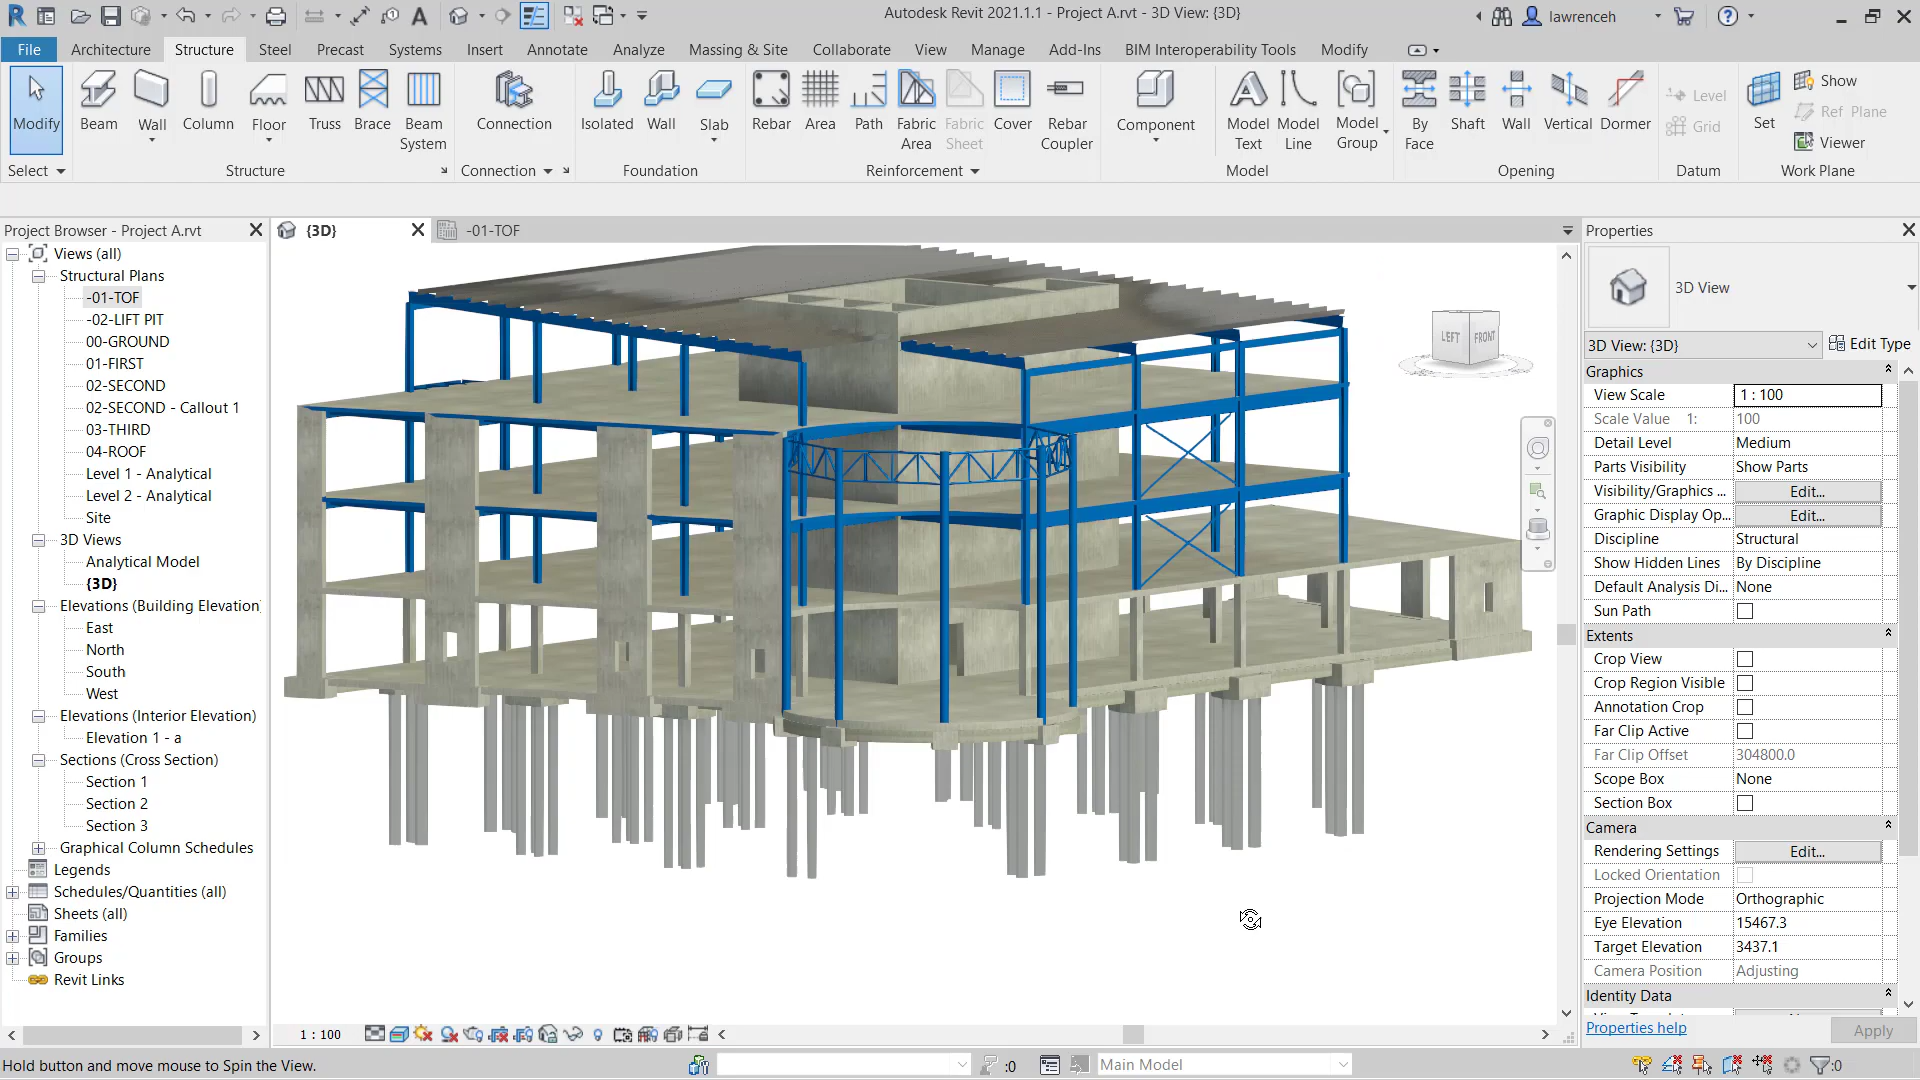 Autodesk Revit 2021.1.1 - Project A.rvt - 3D View: {3D}
lawrenceh
File
Architecture
Structure
Steel
Precast
Systems
Insert
Annotate
Analyze
Massing & Site
Collaborate
View
Manage
Add-Ins
BIM Interoperability Tools
Modify
Modify
Beam
Wall
Column
Floor
Truss
Brace
Beam System
Connection
Isolated
Wall
Slab
Rebar
Area
Path
Fabric Area
Fabric Sheet
Cover
Rebar Coupler
Component
Model Text
Model Line
Model Group
By Face
Shaft
Wall
Vertical
Dormer
Level
Grid
Set
Show
Ref Plane
Viewer
Select
Structure
Connection
Foundation
Reinforcement
Model
Opening
Datum
Work Plane
Project Browser - Project A.rvt
Views (all)
Structural Plans
-01-TOF
-02-LIFT PIT
00-GROUND
01-FIRST
02-SECOND
02-SECOND - Callout 1
03-THIRD
04-ROOF
Level 1 - Analytical
Level 2 - Analytical
Site
3D Views
Analytical Model
{3D}
Elevations (Building Elevation)
East
North
South
West
Elevations (Interior Elevation)
Elevation 1 - a
Sections (Cross Section)
Section 1
Section 2
Section 3
Graphical Column Schedules
Legends
Schedules/Quantities (all)
Sheets (all)
Families
Groups
Revit Links
{3D}
-01-TOF
LEFT
FRONT
1 : 100
Properties
3D View
3D View: {3D}
Edit Type
Graphics
View Scale 1 : 100
Scale Value 1: 100
Detail Level Medium
Parts Visibility Show Parts
Visibility/Graphics ... Edit...
Graphic Display Op... Edit...
Discipline Structural
Show Hidden Lines By Discipline
Default Analysis Di... None
Sun Path
Extents
Crop View
Crop Region Visible
Annotation Crop
Far Clip Active
Far Clip Offset 304800.0
Scope Box None
Section Box
Camera
Rendering Settings Edit...
Locked Orientation
Projection Mode Orthographic
Eye Elevation 15467.3
Target Elevation 3437.1
Camera Position Adjusting
Identity Data
Properties help
Apply
Hold button and move mouse to Spin the View.
:0
Main Model
:0